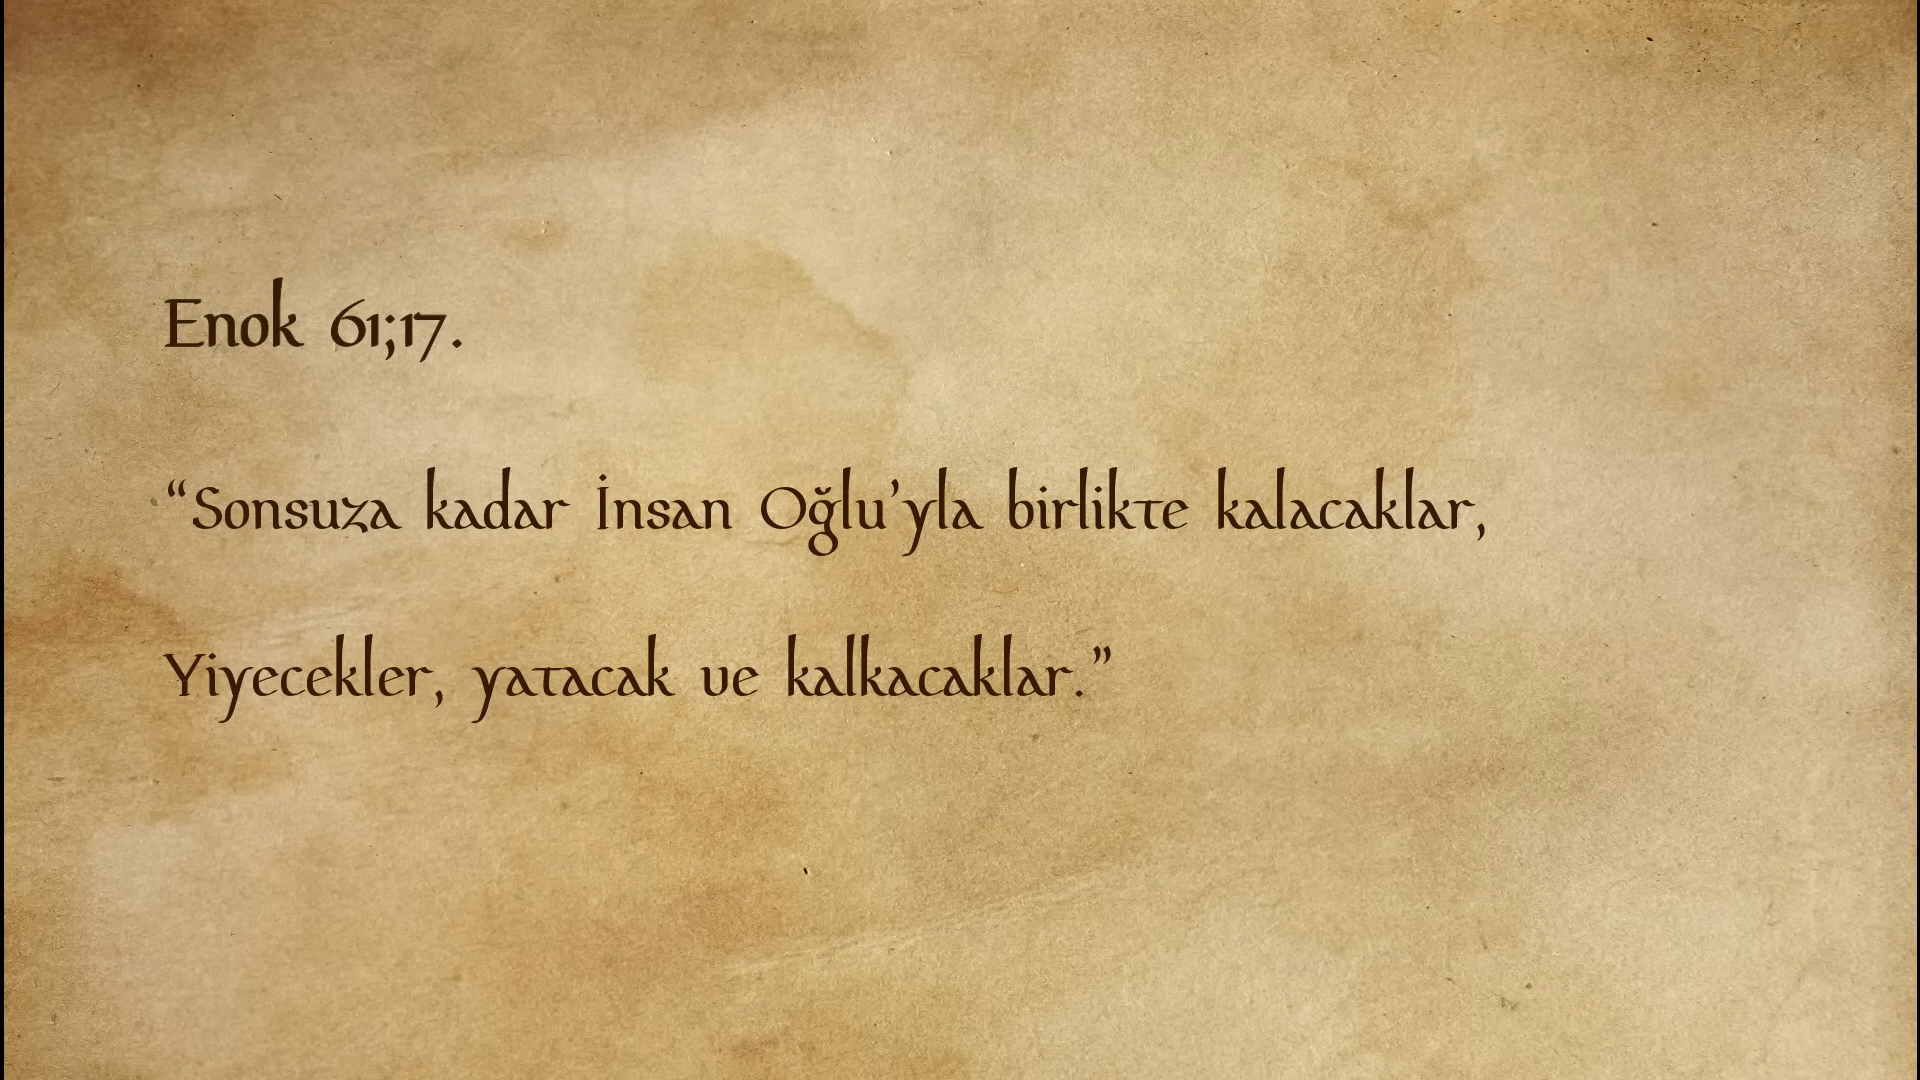 Enok 61;17.
“Sonsuza kadar İnsan Oğlu’yla birlikte kalacaklar,
Yiyecekler, yatacak ve kalkacaklar.”